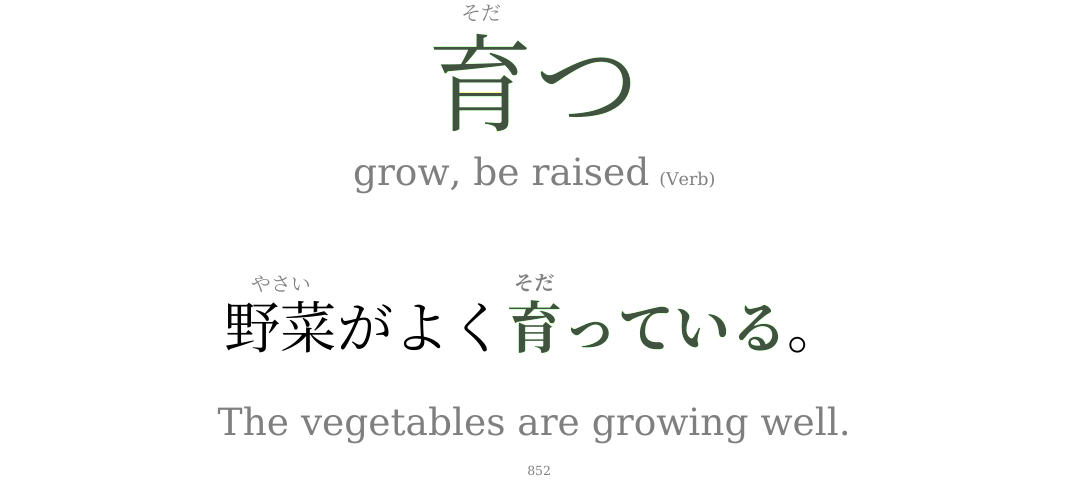 そだ
育つ
grow, be raised (Verb)
やさい そだ
野菜がよく育っている。
The vegetables are growing well.
852